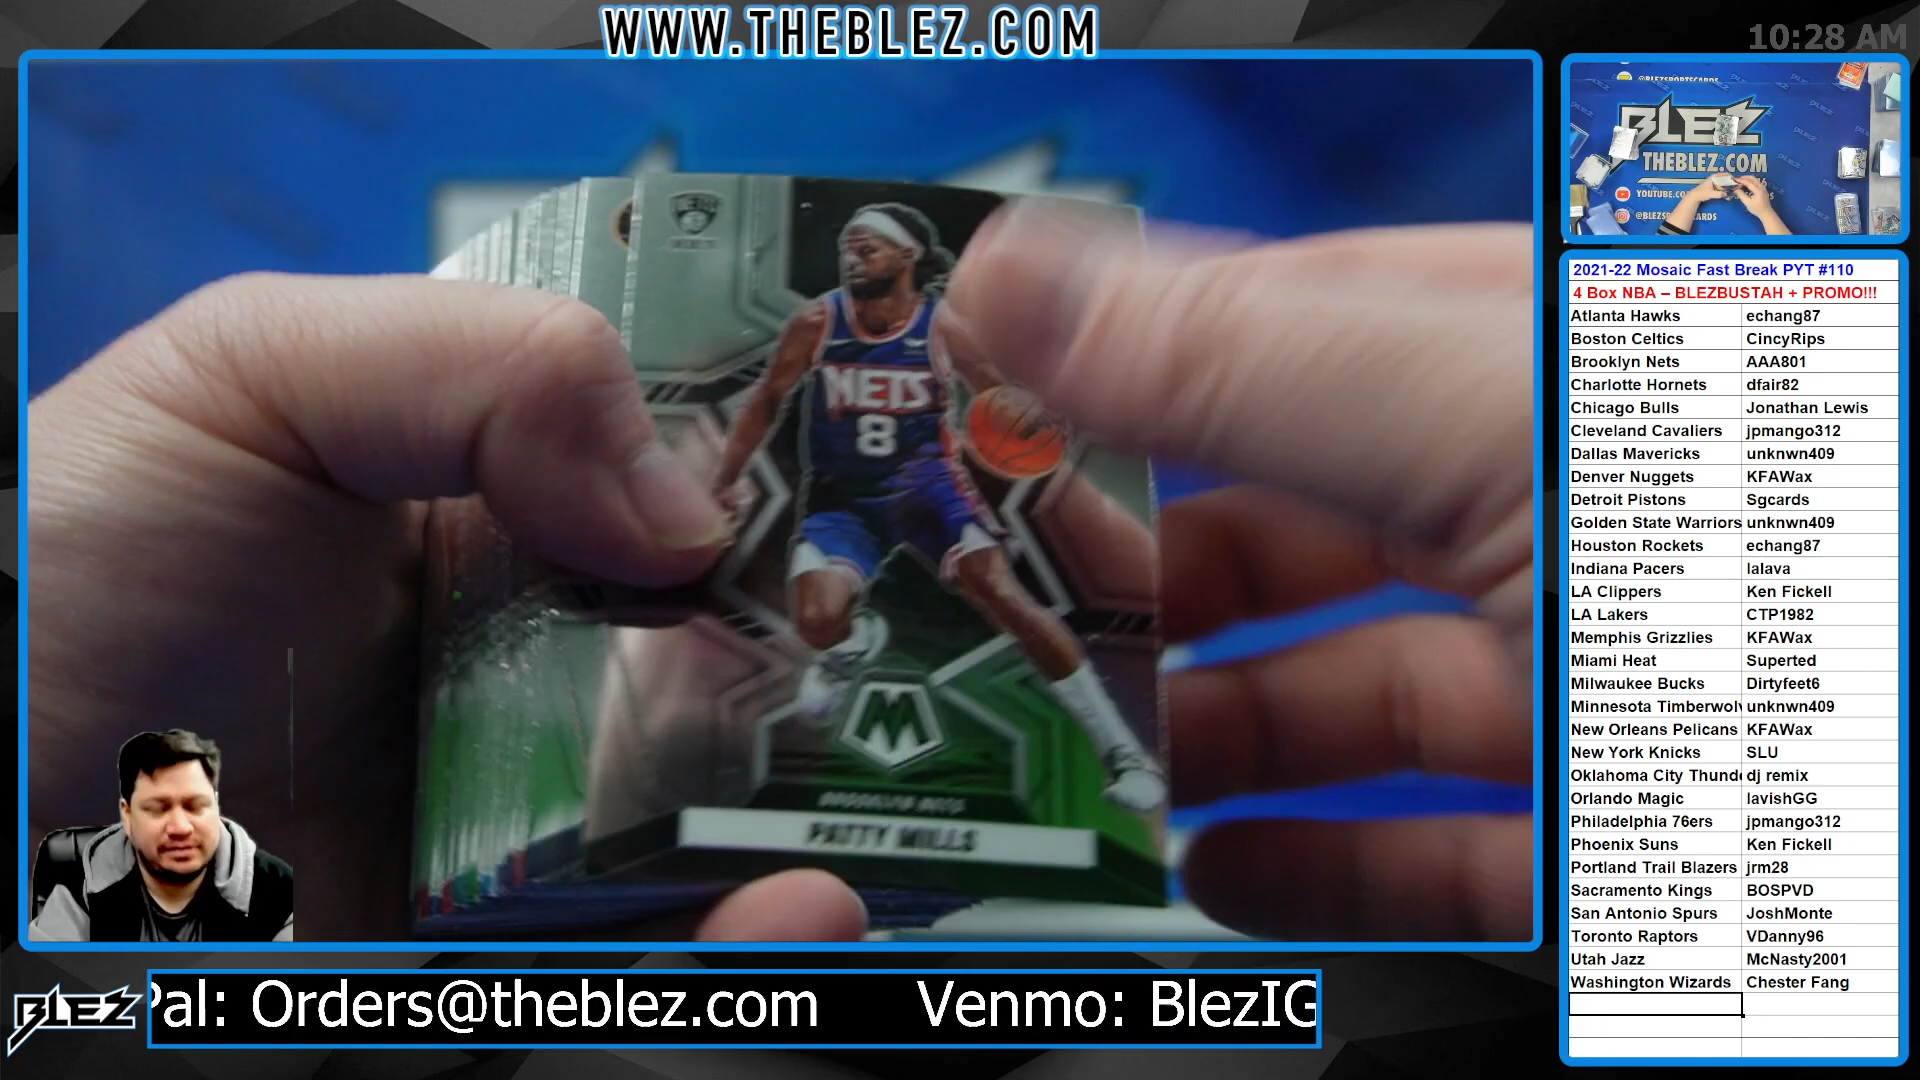 WWW.THEBLEZ.COM
10:28 AM
@BLEZSPORTSCARDS
BLEZ
THEBLEZ.COM
NETS
8
PATTY MILLS
2021-22 Mosaic Fast Break PYT #110
4 Box NBA – BLEZBUSTAH + PROMO!!!
Atlanta Hawks echang87
Boston Celtics CincyRips
Brooklyn Nets AAA801
Charlotte Hornets dfair82
Chicago Bulls Jonathan Lewis
Cleveland Cavaliers jpmango312
Dallas Mavericks unknwn409
Denver Nuggets KFAWax
Detroit Pistons Sgcards
Golden State Warriors unknwn409
Houston Rockets echang87
Indiana Pacers lalava
LA Clippers Ken Fickell
LA Lakers CTP1982
Memphis Grizzlies KFAWax
Miami Heat Superted
Milwaukee Bucks Dirtyfeet6
Minnesota Timberwolv unknwn409
New Orleans Pelicans KFAWax
New York Knicks SLU
Oklahoma City Thunde dj remix
Orlando Magic lavishGG
Philadelphia 76ers jpmango312
Phoenix Suns Ken Fickell
Portland Trail Blazers jrm28
Sacramento Kings BOSPVD
San Antonio Spurs JoshMonte
Toronto Raptors VDanny96
Utah Jazz McNasty2001
Washington Wizards Chester Fang
BLEZ
Pal: Orders@theblez.com Venmo: BlezIG